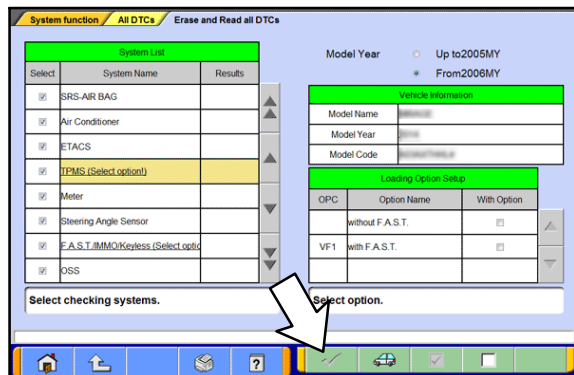 System function All DTCs Erase and Read all DTCs
System List
Select System Name Results
SRS-AIR BAG
Air Conditioner
ETACS
TPMS (Select option!)
Meter
Steering Angle Sensor
F.A.S.T./IMMO/Keyless (Select optic
OSS
Select checking systems.
Model Year Up to2005MY
From2006MY
Vehicle Information
Model Name
Model Year
Model Code
Loading Option Setup
OPC Option Name With Option
without F.A.S.T.
VF1 with F.A.S.T.
Select option.
?